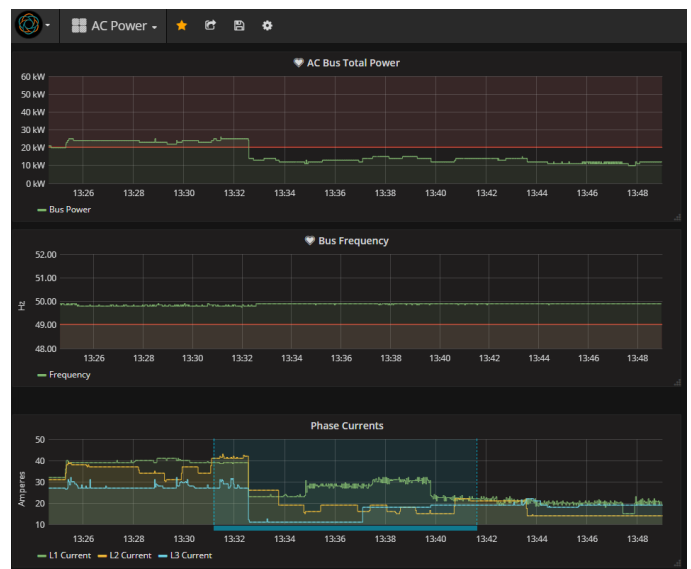 AC Power
AC Bus Total Power
60 kW
50 kW
40 kW
30 kW
20 kW
10 kW
0 kW
13:26 13:28 13:30 13:32 13:34 13:36 13:38 13:40 13:42 13:44 13:46 13:48
Bus Power
Bus Frequency
52.00
51.00
50.00
49.00
48.00
Hz
13:26 13:28 13:30 13:32 13:34 13:36 13:38 13:40 13:42 13:44 13:46 13:48
Frequency
Phase Currents
50
40
30
20
10
Amperes
13:26 13:28 13:30 13:32 13:34 13:36 13:38 13:40 13:42 13:44 13:46 13:48
L1 Current L2 Current L3 Current